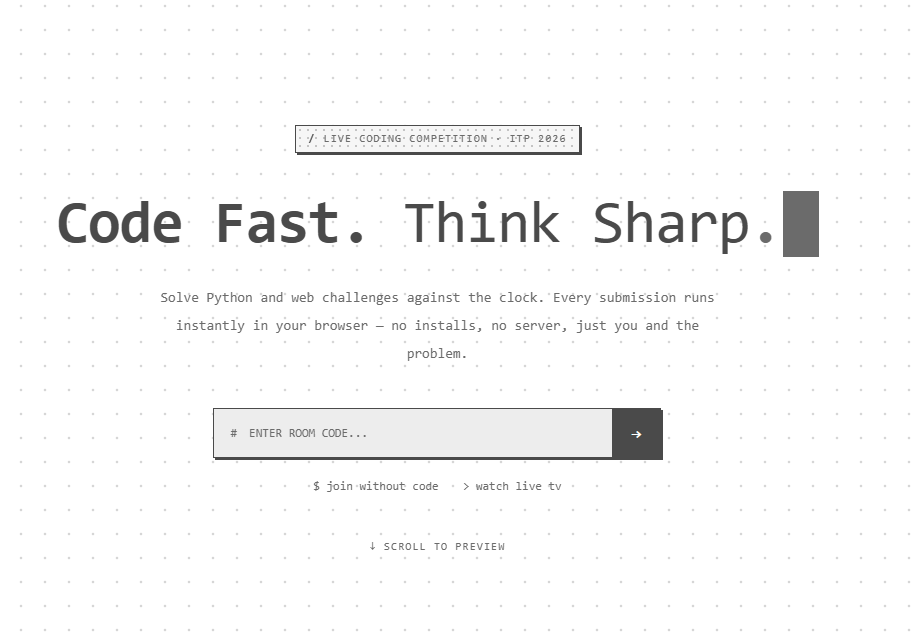 / LIVE CODING COMPETITION - ITP 2026
Code Fast. Think Sharp.
Solve Python and web challenges against the clock. Every submission runs
instantly in your browser — no installs, no server, just you and the
problem.
# ENTER ROOM CODE... →
$ join without code > watch live tv
↓ SCROLL TO PREVIEW